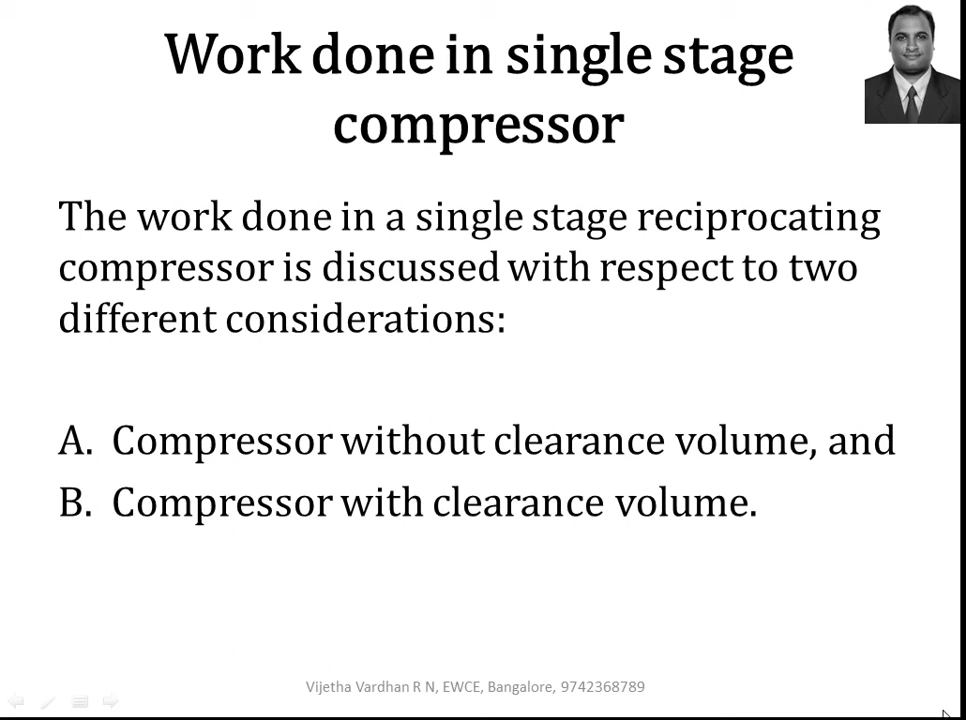 Work done in single stage
compressor
The work done in a single stage reciprocating
compressor is discussed with respect to two
different considerations:
A. Compressor without clearance volume, and
B. Compressor with clearance volume.
Vijetha Vardhan R N, EWCE, Bangalore, 9742368789